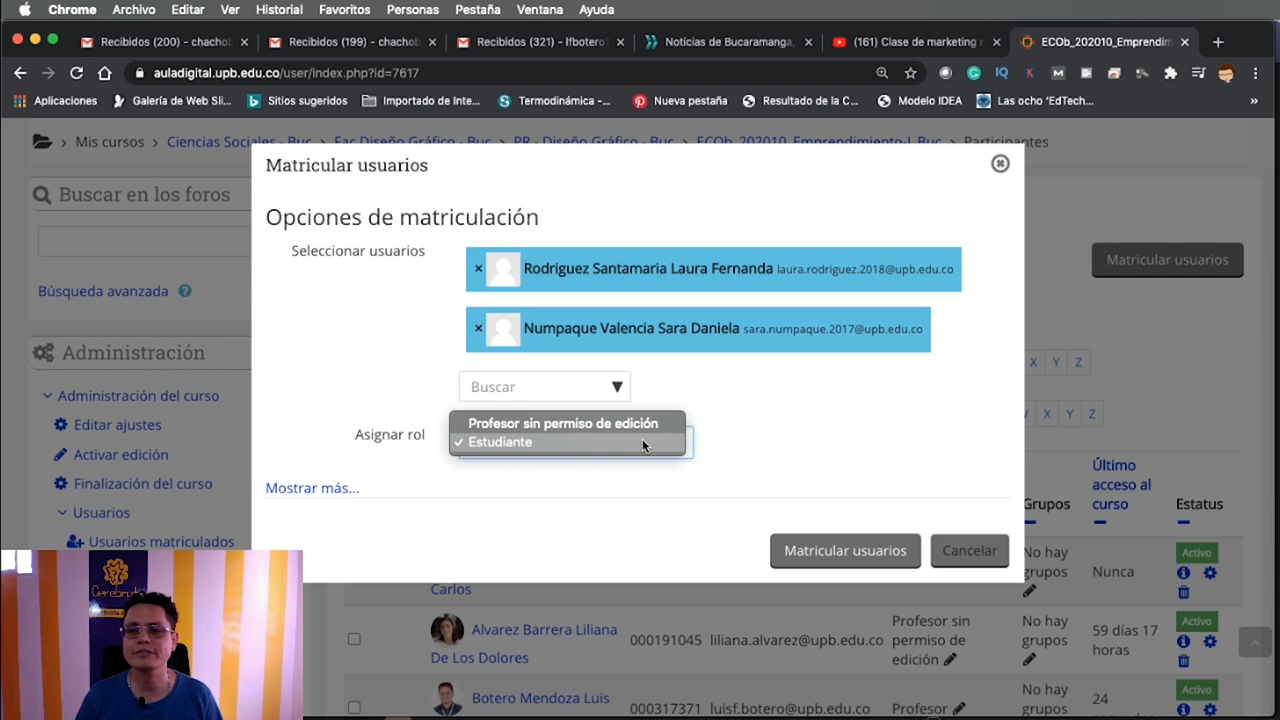 Chrome Archivo Editar Ver Historial Favoritos Personas Pestaña Ventana Ayuda
Recibidos (200) – chachob × Recibidos (199) – chachob × Recibidos (321) – lfbotero × Noticias de Bucaramanga, × (161) Clase de marketing × ECOb_202010_Emprendim × +
auladigital.upb.edu.co/user/index.php?id=7617
Aplicaciones Galería de Web Sli... Sitios sugeridos Importado de Inte... Termodinámica –... Nueva pestaña Resultado de la C... Modelo IDEA Las ocho 'EdTech... »
> Mis cursos > Ciencias Sociales - Buc > Fac Diseño Gráfico - Buc > PR - Diseño Gráfico - Buc > ECOb_202010_Emprendimiento-I_Buc > Participantes
Matricular usuarios
Buscar en los foros
Opciones de matriculación
Seleccionar usuarios
× Rodriguez Santamaria Laura Fernanda laura.rodriguez.2018@upb.edu.co
Matricular usuarios
Búsqueda avanzada
× Numpaque Valencia Sara Daniela sara.numpaque.2017@upb.edu.co
Administración
X Y Z
Buscar ▼
Administración del curso
X Y Z
Editar ajustes
Asignar rol
Profesor sin permiso de edición
✓ Estudiante
Activar edición
Mostrar más...
Finalización del curso
Grupos
Último
acceso al
curso
Estatus
Usuarios
Usuarios matriculados
Matricular usuarios Cancelar
No hay
grupos
Nunca
Activo
Carlos
Cerebrote
Alvarez Barrera Liliana
De Los Dolores
000191045 liliana.alvarez@upb.edu.co
Profesor sin
permiso de
edición
No hay
grupos
59 días 17
horas
Activo
Botero Mendoza Luis 000317371 luisf.botero@upb.edu.co Profesor
No hay
grupos
24
Activo